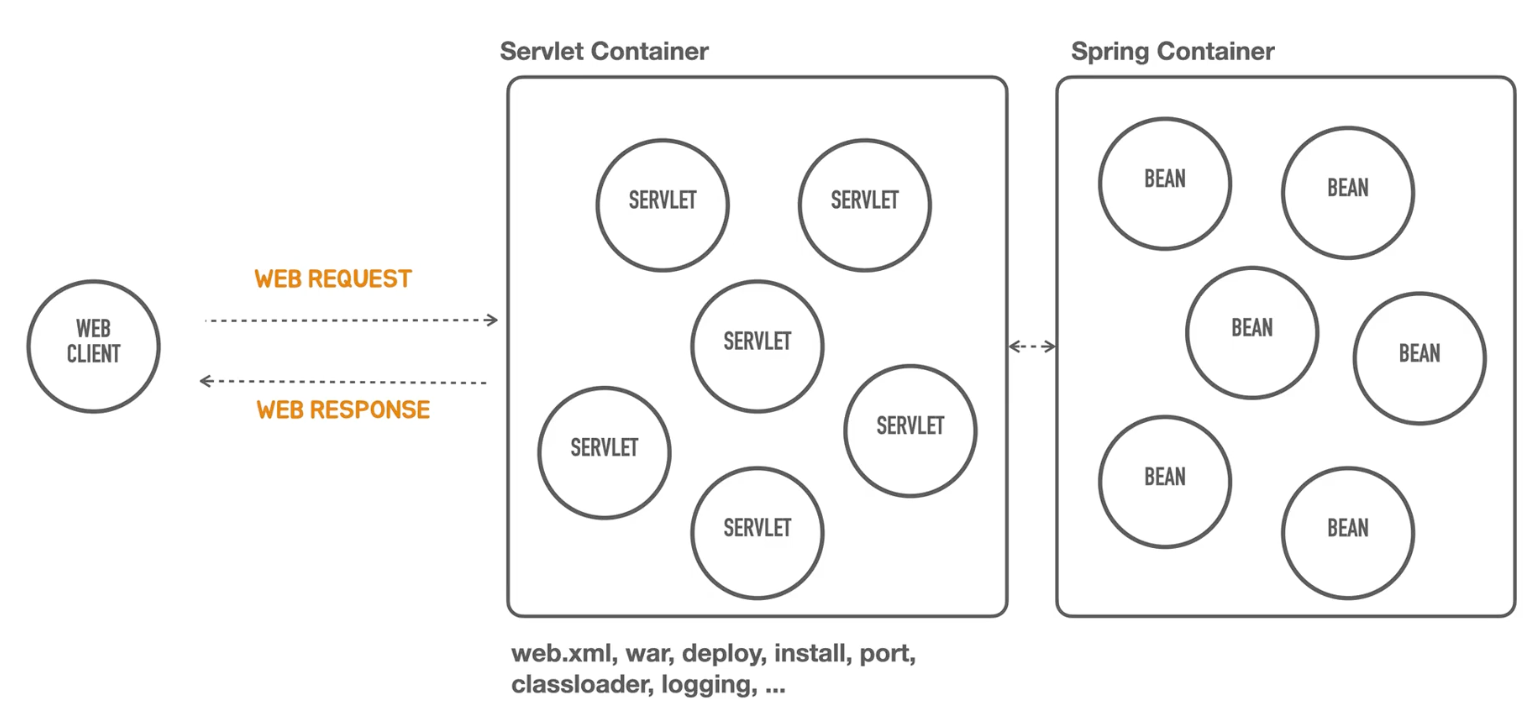 Servlet Container
Spring Container
SERVLET
SERVLET
BEAN
BEAN
WEB REQUEST
WEB
CLIENT
SERVLET
BEAN
BEAN
WEB RESPONSE
SERVLET
SERVLET
BEAN
SERVLET
BEAN
web.xml, war, deploy, install, port,
classloader, logging, ...